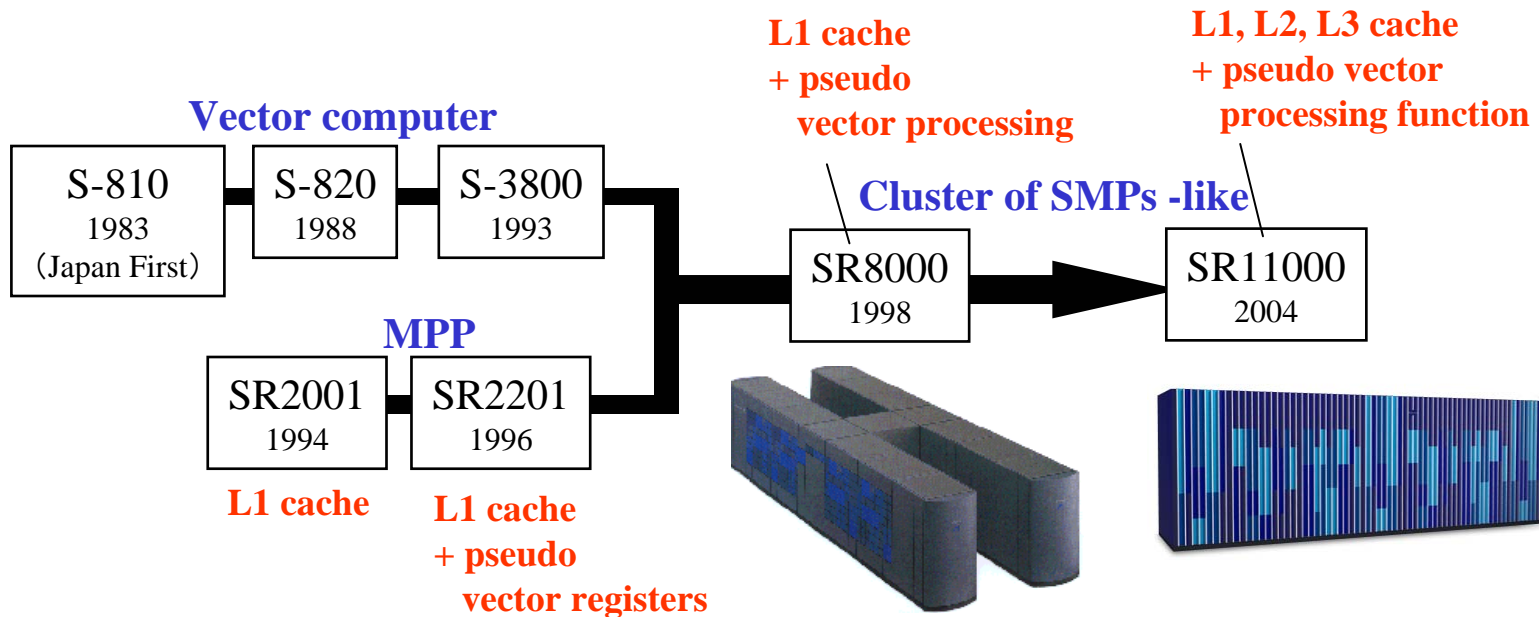 L1 cache
+ pseudo
vector processing
L1, L2, L3 cache
+ pseudo vector
processing function
Vector computer
S-810
1983
（Japan First）
S-820
1988
S-3800
1993
Cluster of SMPs -like
SR8000
1998
SR11000
2004
MPP
SR2001
1994
SR2201
1996
L1 cache
L1 cache
+ pseudo
vector registers